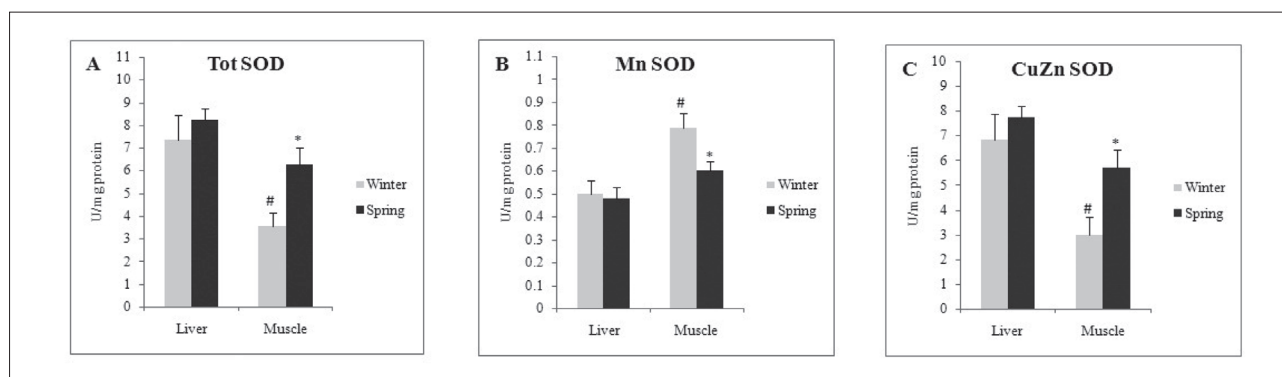 A
Tot SOD
11
10
9
8
7
6
5
4
3
2
1
0
U/mg protein
#
*
Liver
Muscle
Winter
Spring
B
Mn SOD
1.1
1
0.9
0.8
0.7
0.6
0.5
0.4
0.3
0.2
0.1
0
U/mg protein
#
*
Liver
Muscle
Winter
Spring
C
CuZn SOD
10
9
8
7
6
5
4
3
2
1
0
U/mg protein
#
*
Liver
Muscle
Winter
Spring